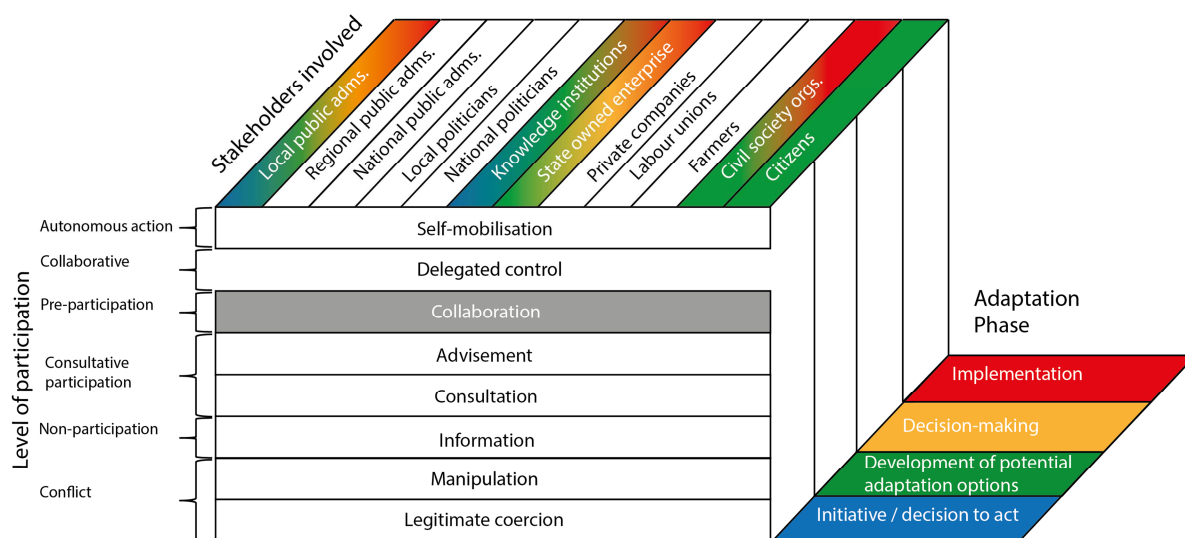 Stakeholders involved
Local public adms.
Regional public adms.
National public adms.
Local politicians
National politicians
Knowledge institutions
State owned enterprise
Private companies
Labour unions
Farmers
Civil society orgs.
Citizens
Level of participation
Autonomous action
Self-mobilisation
Collaborative
Delegated control
Pre-participation
Collaboration
Consultative
participation
Advisement
Consultation
Non-participation
Information
Conflict
Manipulation
Legitimate coercion
Adaptation
Phase
Implementation
Decision-making
Development of potential
adaptation options
Initiative / decision to act